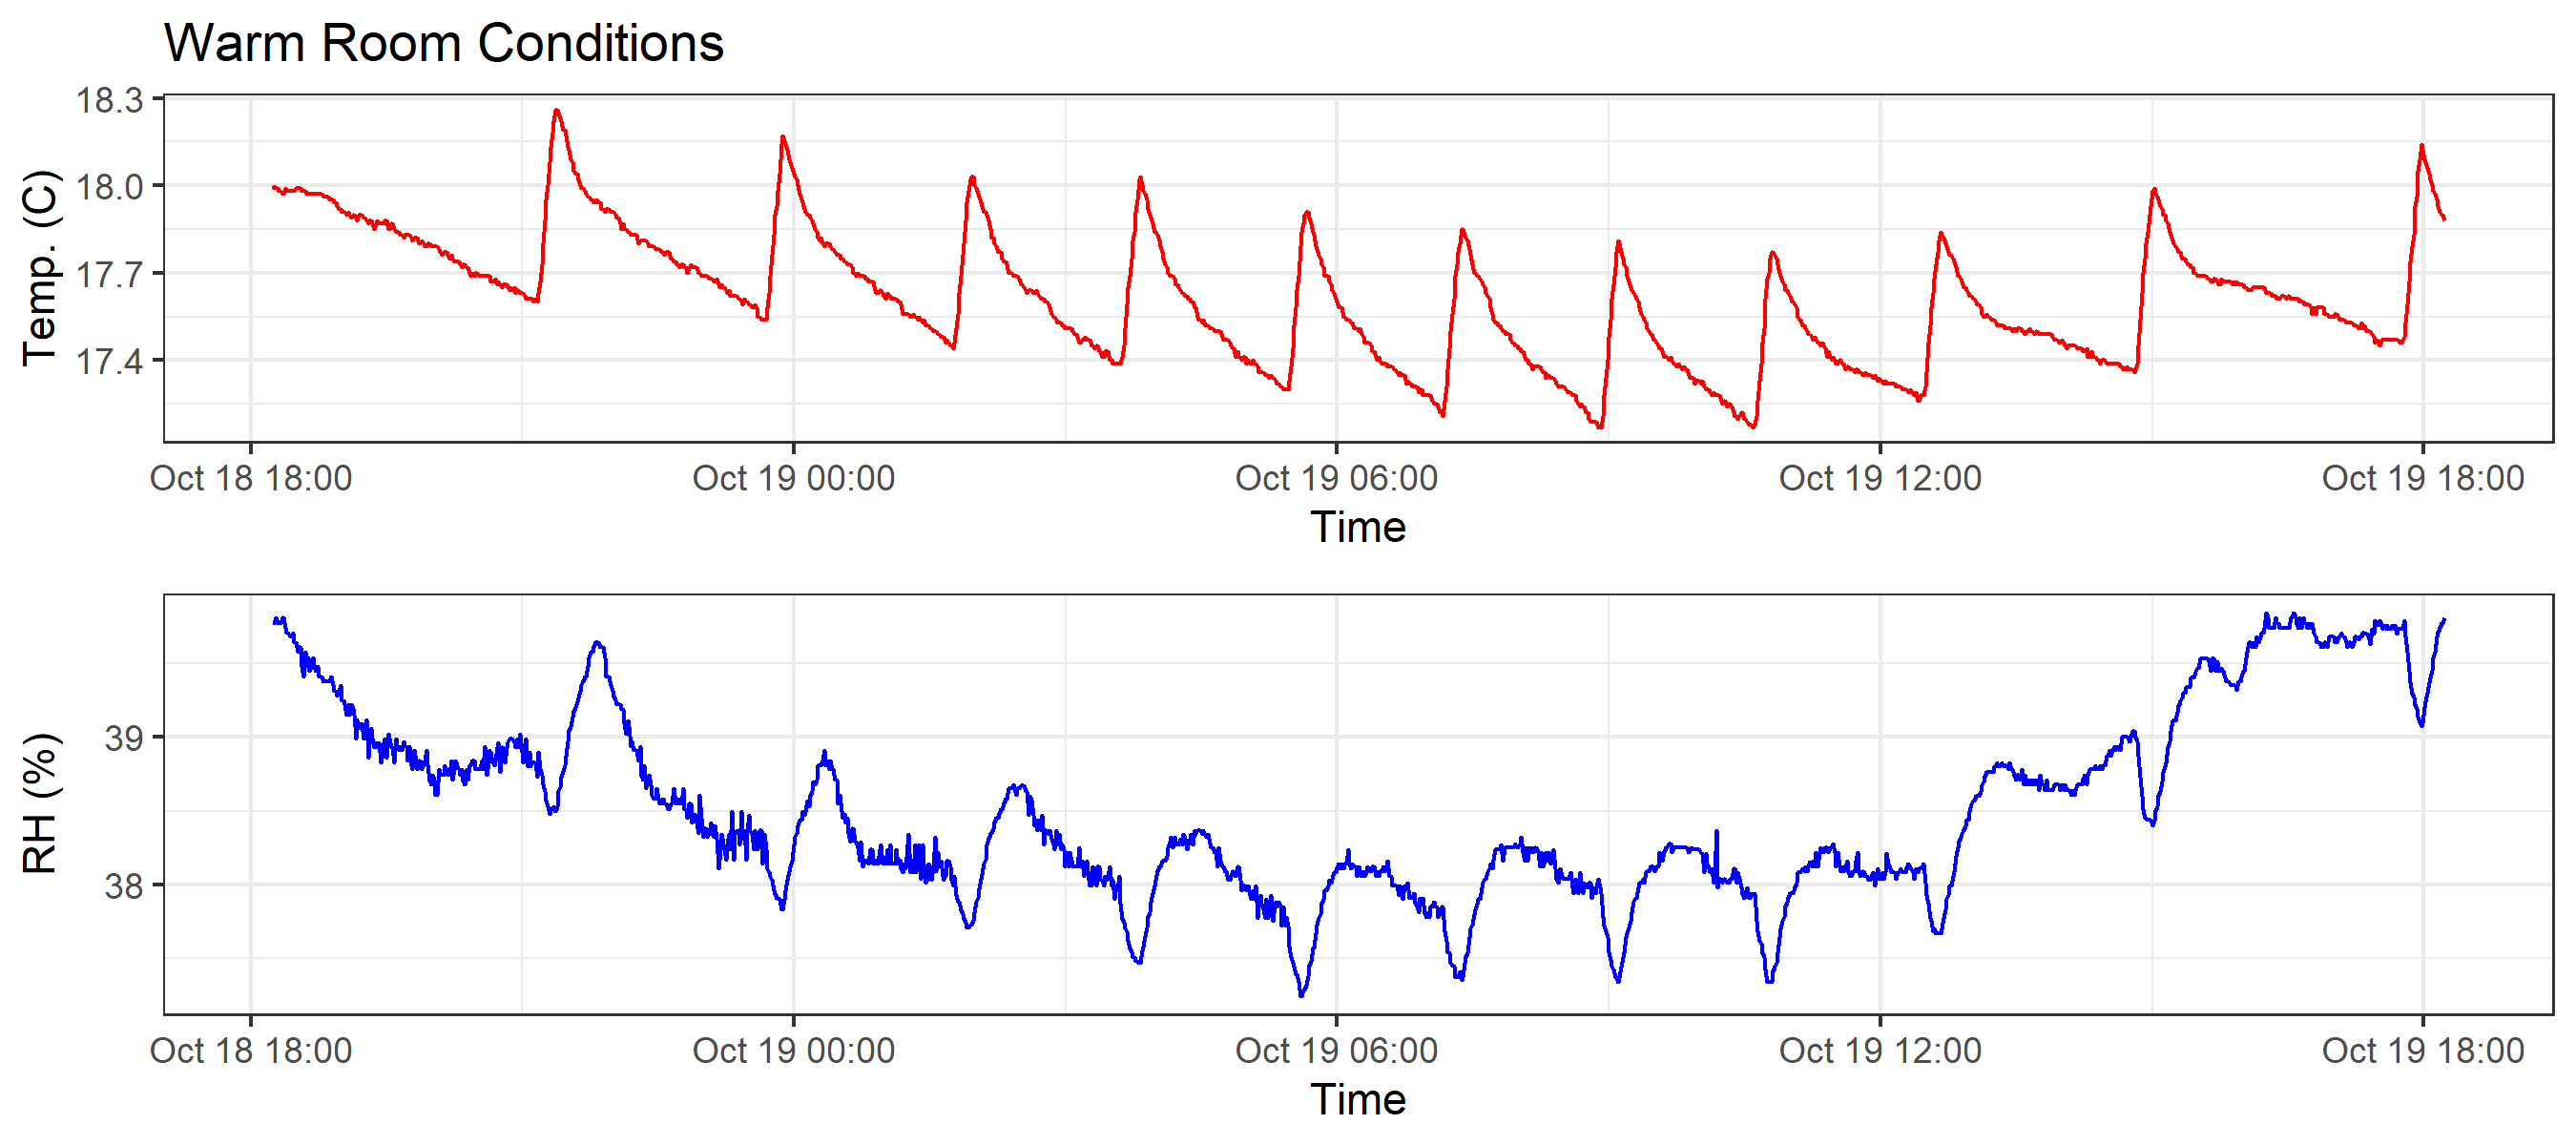 Warm Room Conditions
Temp. (C)
18.3
18.0
17.7
17.4
Oct 18 18:00 Oct 19 00:00 Oct 19 06:00 Oct 19 12:00 Oct 19 18:00
Time
RH (%)
39
38
Oct 18 18:00 Oct 19 00:00 Oct 19 06:00 Oct 19 12:00 Oct 19 18:00
Time